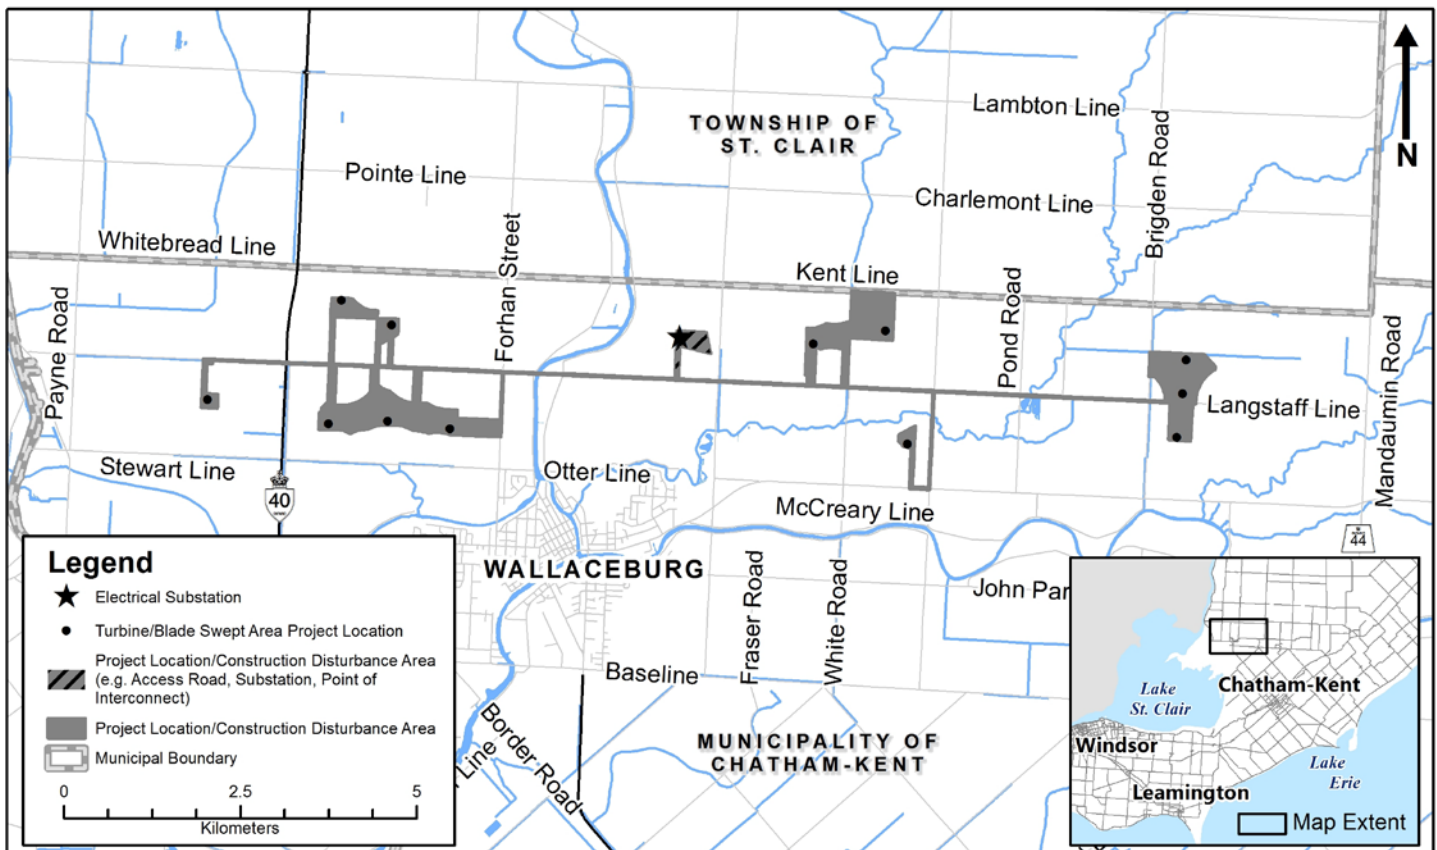 Lambton Line
TOWNSHIP OF
ST. CLAIR
N
Brigden Road
Pointe Line
Charlemont Line
Forhan Street
Whitebread Line
Kent Line
Pond Road
Payne Road
Mandaumin Road
Langstaff Line
Stewart Line
Otter Line
40
McCreary Line
44
WALLACEBURG
Fraser Road
White Road
John Par
Baseline
Border Road
Line
MUNICIPALITY OF
CHATHAM-KENT
Legend
Electrical Substation
Turbine/Blade Swept Area Project Location
Project Location/Construction Disturbance Area
(e.g. Access Road, Substation, Point of
Interconnect)
Project Location/Construction Disturbance Area
Municipal Boundary
0 2.5 5
Kilometers
Lake
St. Clair
Chatham-Kent
Windsor
Lake
Erie
Leamington
Map Extent